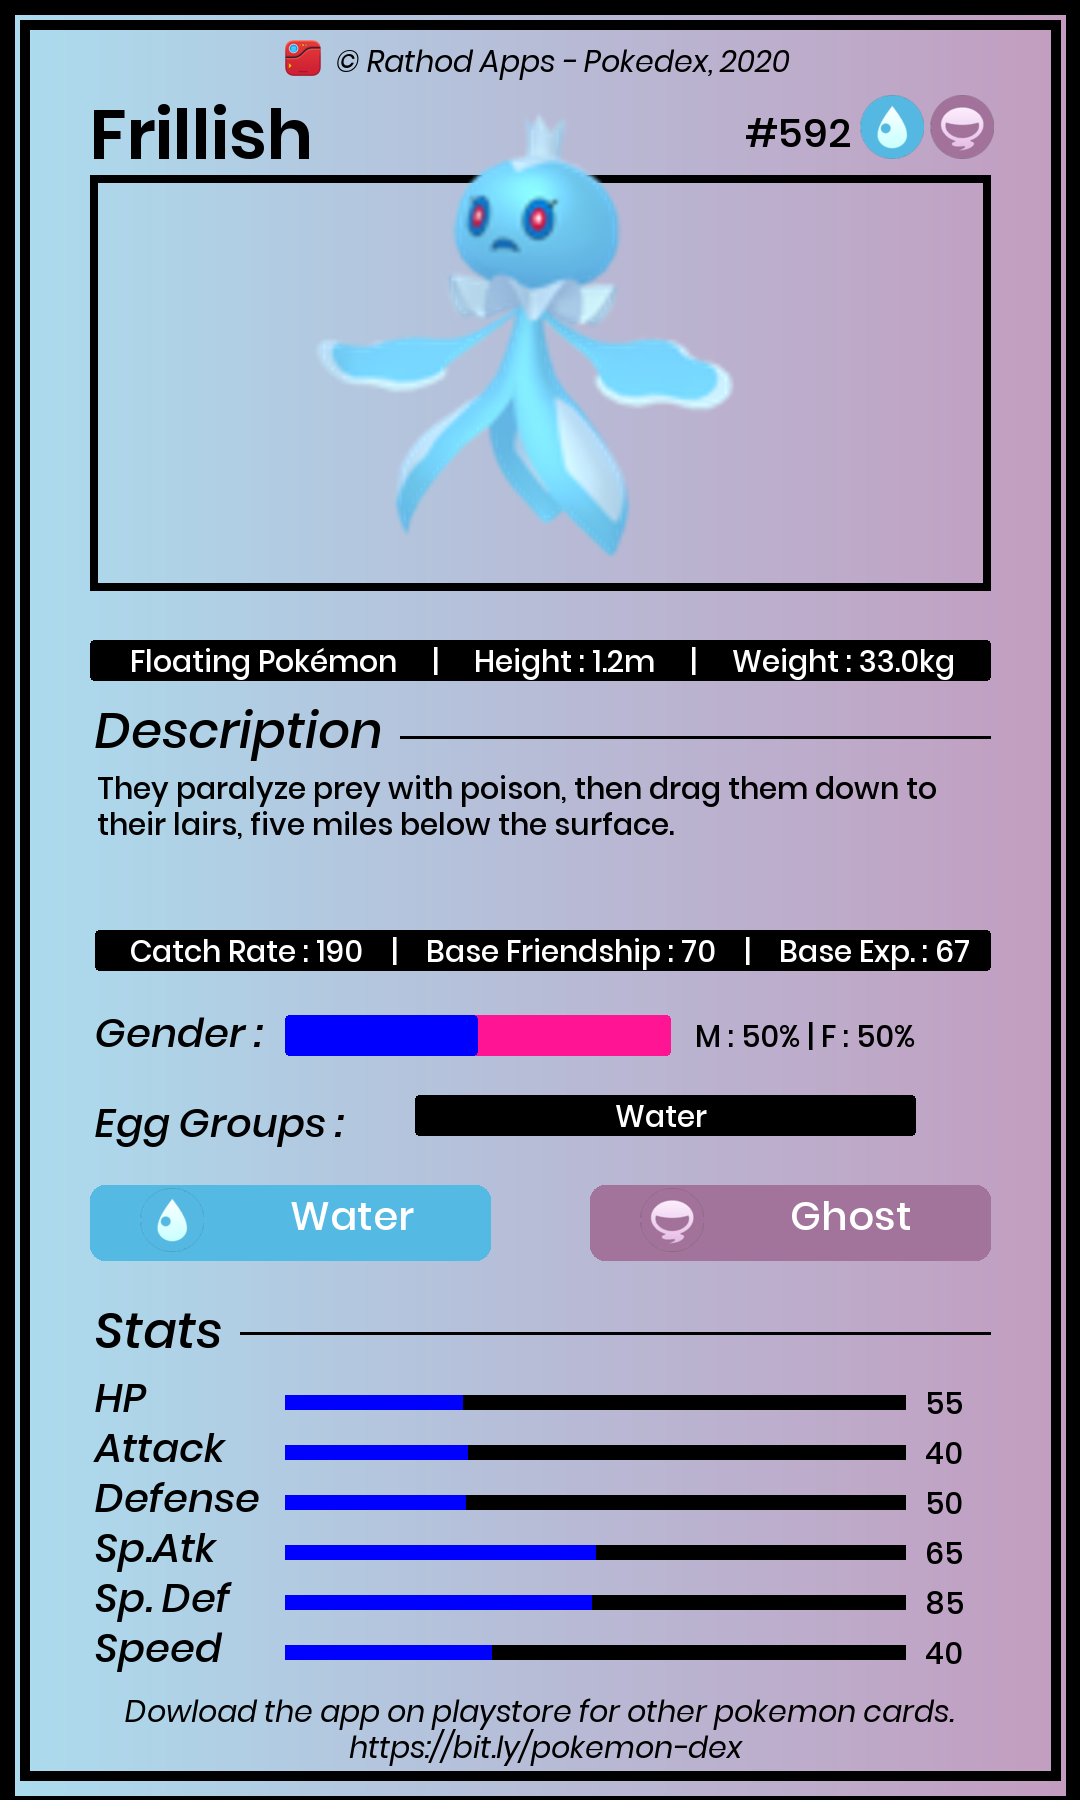 © Rathod Apps - Pokedex, 2020
Frillish #592
Floating Pokémon | Height : 1.2m | Weight : 33.0kg
Description
They paralyze prey with poison, then drag them down to
their lairs, five miles below the surface.
Catch Rate : 190 | Base Friendship : 70 | Base Exp. : 67
Gender : M : 50% | F : 50%
Egg Groups : Water
Water Ghost
Stats
HP 55
Attack 40
Defense 50
Sp.Atk 65
Sp. Def 85
Speed 40
Dowload the app on playstore for other pokemon cards.
https://bit.ly/pokemon-dex